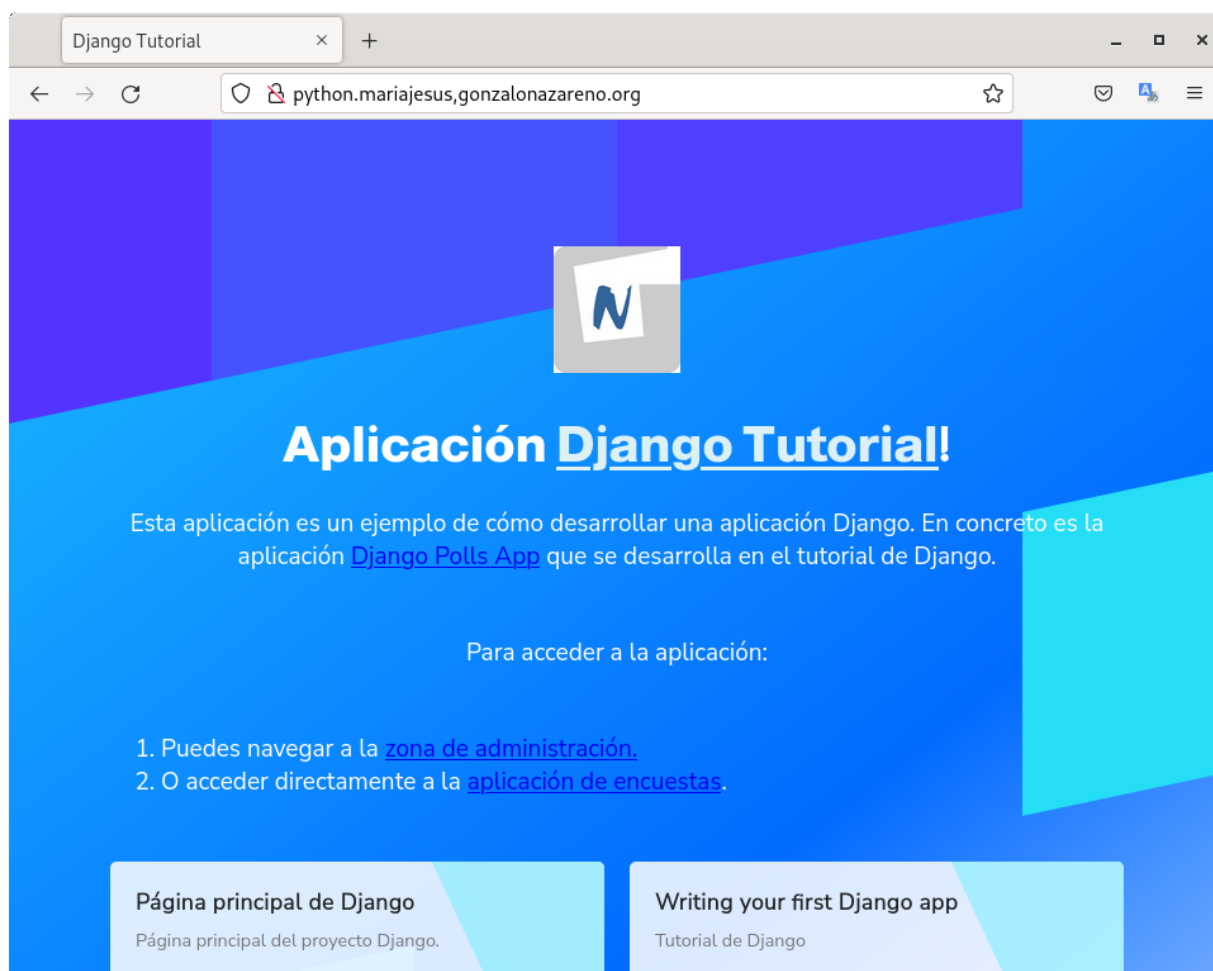 Django Tutorial
python.mariajesus,gonzalonazareno.org
N
Aplicación Django Tutorial!
Esta aplicación es un ejemplo de cómo desarrollar una aplicación Django. En concreto es la
aplicación Django Polls App que se desarrolla en el tutorial de Django.
Para acceder a la aplicación:
1. Puedes navegar a la zona de administración.
2. O acceder directamente a la aplicación de encuestas.
Página principal de Django
Página principal del proyecto Django.
Writing your first Django app
Tutorial de Django